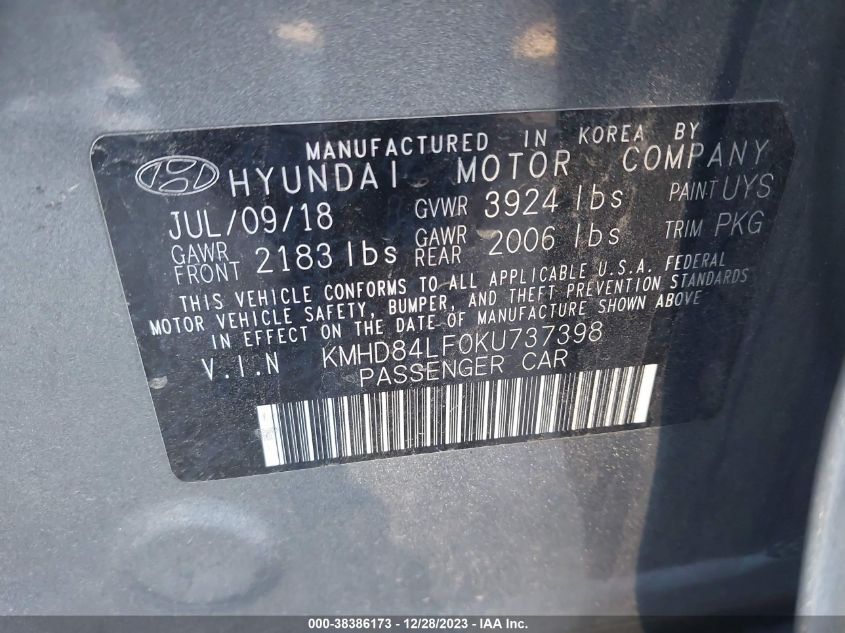 MANUFACTURED IN KOREA BY
HYUNDAI MOTOR COMPANY
JUL/09/18 GVWR 3924 lbs PAINT UYS
GAWR FRONT 2183 lbs GAWR REAR 2006 lbs TRIM PKG
THIS VEHICLE CONFORMS TO ALL APPLICABLE U.S.A. FEDERAL
MOTOR VEHICLE SAFETY, BUMPER, AND THEFT PREVENTION STANDARDS
IN EFFECT ON THE DATE OF MANUFACTURE SHOWN ABOVE
V.I.N KMHD84LF0KU737398
PASSENGER CAR
000-38386173 - 12/28/2023 - IAA Inc.